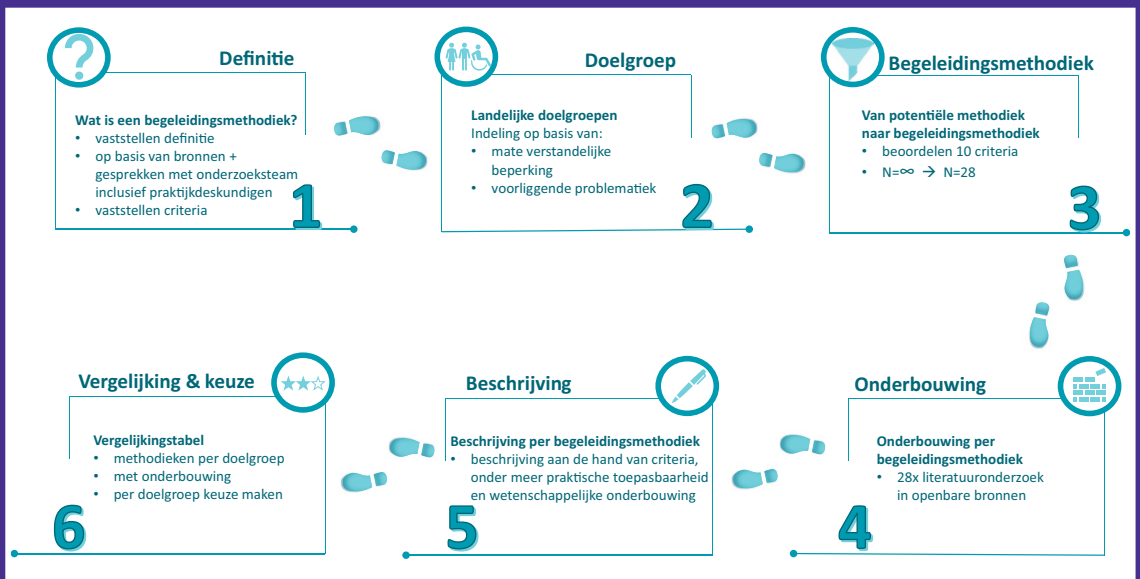 Definitie
Wat is een begeleidingsmethodiek?
• vaststellen definitie
• op basis van bronnen +
gesprekken met onderzoeksteam
inclusief praktijkdeskundigen
• vaststellen criteria
1
Doelgroep
Landelijke doelgroepen
Indeling op basis van:
• mate verstandelijke
beperking
• voorliggende problematiek
2
Begeleidingsmethodiek
Van potentiële methodiek
naar begeleidingsmethodiek
• beoordelen 10 criteria
• N=∞ → N=28
3
Onderbouwing
Onderbouwing per
begeleidingsmethodiek
• 28x literatuuronderzoek
in openbare bronnen
4
Beschrijving
Beschrijving per begeleidingsmethodiek
• beschrijving aan de hand van criteria,
onder meer praktische toepasbaarheid
en wetenschappelijke onderbouwing
5
Vergelijking & keuze
Vergelijkingstabel
• methodieken per doelgroep
• met onderbouwing
• per doelgroep keuze maken
6